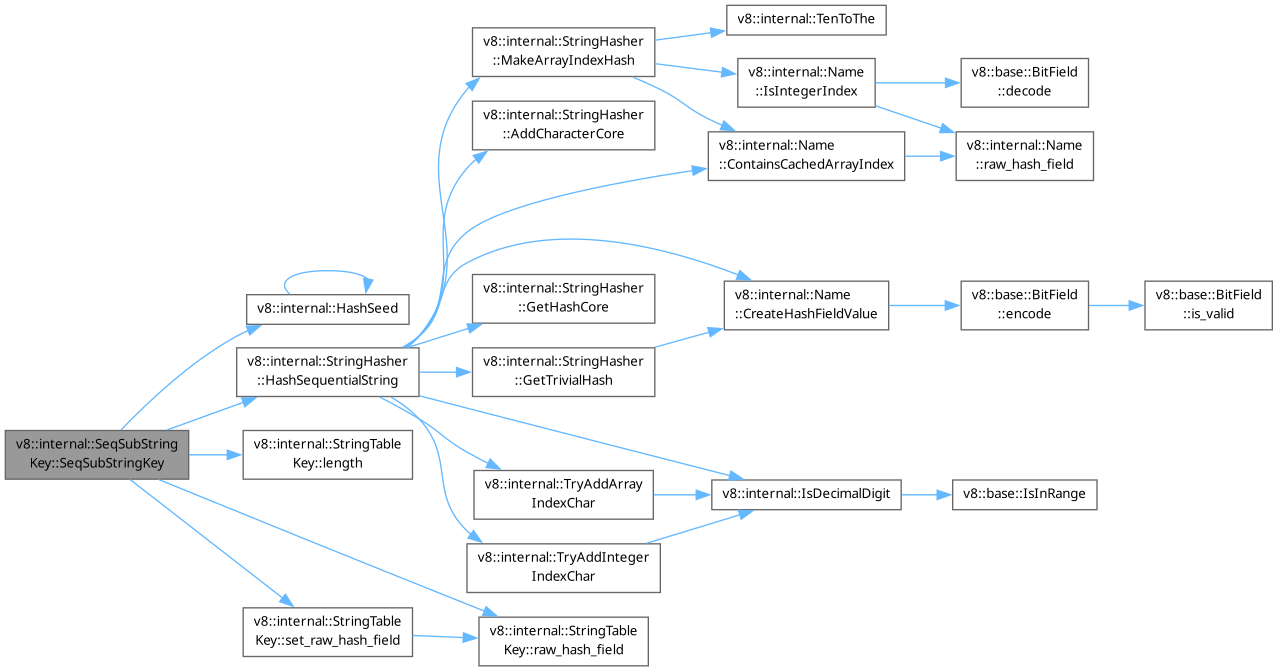 v8::internal::SeqSubString
Key::SeqSubStringKey
v8::internal::HashSeed
v8::internal::StringHasher
::HashSequentialString
v8::internal::StringTable
Key::length
v8::internal::StringTable
Key::set_raw_hash_field
v8::internal::StringHasher
::MakeArrayIndexHash
v8::internal::StringHasher
::AddCharacterCore
v8::internal::StringHasher
::GetHashCore
v8::internal::StringHasher
::GetTrivialHash
v8::internal::TryAddArray
IndexChar
v8::internal::TryAddInteger
IndexChar
v8::internal::StringTable
Key::raw_hash_field
v8::internal::TenToThe
v8::internal::Name
::IsIntegerIndex
v8::internal::Name
::ContainsCachedArrayIndex
v8::internal::Name
::CreateHashFieldValue
v8::internal::IsDecimalDigit
v8::base::BitField
::decode
v8::internal::Name
::raw_hash_field
v8::base::BitField
::encode
v8::base::IsInRange
v8::base::BitField
::is_valid